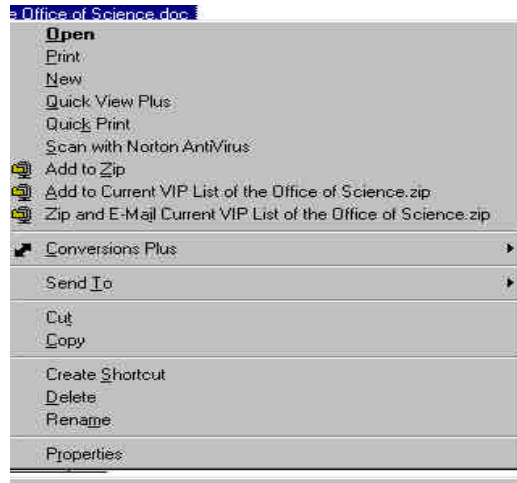 e Office of Science.doc
Open
Print
New
Quick View Plus
Quick Print
Scan with Norton AntiVirus
Add to Zip
Add to Current VIP List of the Office of Science.zip
Zip and E-Mail Current VIP List of the Office of Science.zip
Conversions Plus
Send To
Cut
Copy
Create Shortcut
Delete
Rename
Properties